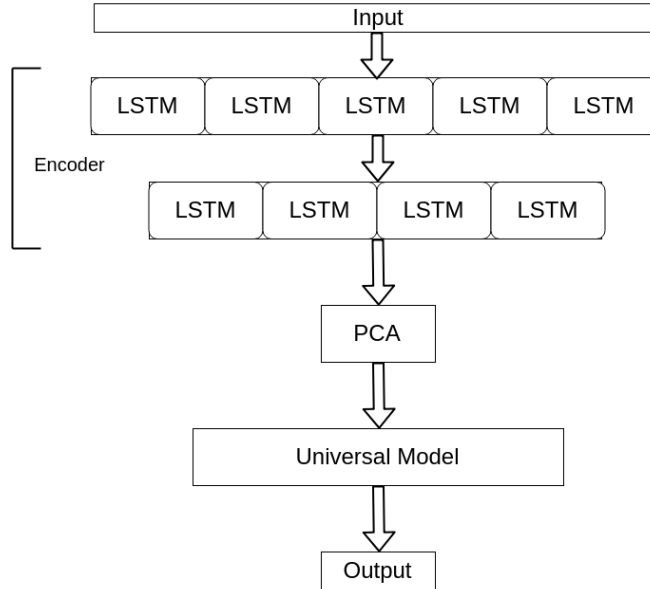 Input
LSTM LSTM LSTM LSTM LSTM
Encoder
LSTM LSTM LSTM LSTM
PCA
Universal Model
Output